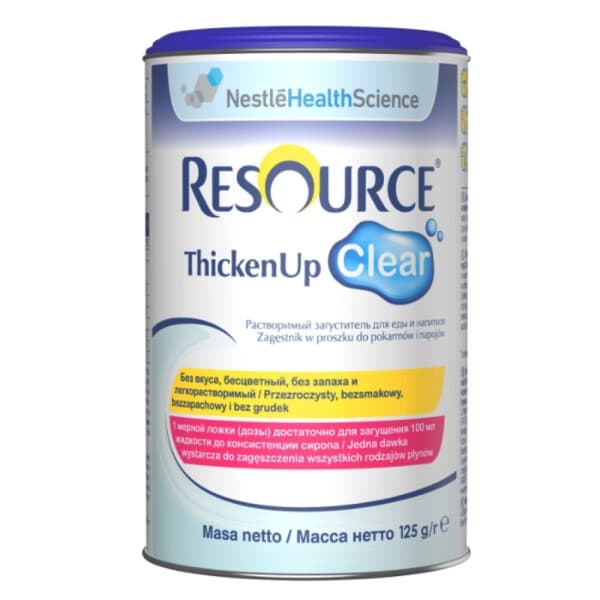 NestléHealthScience
RESOURCE®
ThickenUp Clear
Растворимый загуститель для еды и напитков
Zagęstnik w proszku do pokarmów i napojów
Без вкуса, бесцветный, без запаха и
легкорастворимый / Przezroczysty, bezsmakowy,
bezzapachowy i bez grudek
1 мерной ложки (дозы) достаточно для загущения 100 мл
жидкости до консистенции сиропа / Jedna dawka
wystarcza do zagęszczenia wszystkich rodzajów płynów
Masa netto / Масса нетто 125 g/г ℮